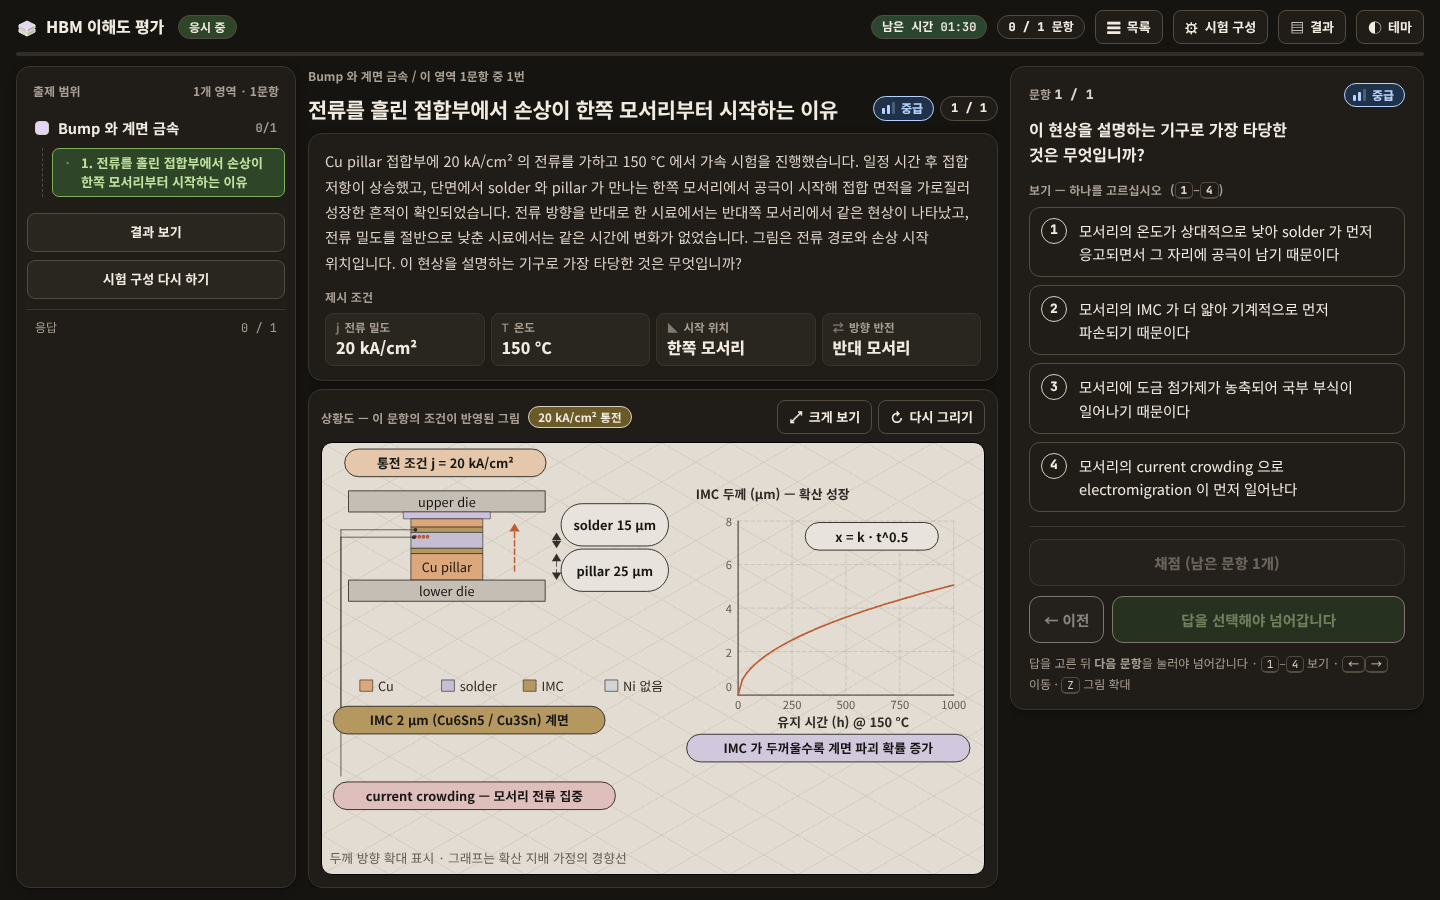 HBM 이해도 평가
응시 중
남은 시간 01:30
0 / 1 문항
목록
시험 구성
결과
테마
출제 범위
1개 영역 · 1문항
Bump 와 계면 금속
0/1
1. 전류를 흘린 접합부에서 손상이
한쪽 모서리부터 시작하는 이유
결과 보기
시험 구성 다시 하기
응답
0 / 1
Bump 와 계면 금속 / 이 영역 1문항 중 1번
전류를 흘린 접합부에서 손상이 한쪽 모서리부터 시작하는 이유
중급
1 / 1
Cu pillar 접합부에 20 kA/cm² 의 전류를 가하고 150 °C 에서 가속 시험을 진행했습니다. 일정 시간 후 접합
저항이 상승했고, 단면에서 solder 와 pillar 가 만나는 한쪽 모서리에서 공극이 시작해 접합 면적을 가로질러
성장한 흔적이 확인되었습니다. 전류 방향을 반대로 한 시료에서는 반대쪽 모서리에서 같은 현상이 나타났고,
전류 밀도를 절반으로 낮춘 시료에서는 같은 시간에 변화가 없었습니다. 그림은 전류 경로와 손상 시작
위치입니다. 이 현상을 설명하는 기구로 가장 타당한 것은 무엇입니까?
제시 조건
j 전류 밀도
20 kA/cm²
T 온도
150 °C
시작 위치
한쪽 모서리
방향 반전
반대 모서리
상황도 — 이 문항의 조건이 반영된 그림
20 kA/cm² 통전
크게 보기
다시 그리기
통전 조건 j = 20 kA/cm²
upper die
solder 15 μm
Cu pillar
pillar 25 μm
lower die
Cu
solder
IMC
Ni 없음
IMC 2 μm (Cu6Sn5 / Cu3Sn) 계면
current crowding — 모서리 전류 집중
IMC 두께 (μm) — 확산 성장
x = k · t^0.5
8
6
4
2
0
0
250
500
750
1000
유지 시간 (h) @ 150 °C
IMC 가 두꺼울수록 계면 파괴 확률 증가
두께 방향 확대 표시 · 그래프는 확산 지배 가정의 경향선
문항 1 / 1
중급
이 현상을 설명하는 기구로 가장 타당한
것은 무엇입니까?
보기 — 하나를 고르십시오 (1–4)
1
모서리의 온도가 상대적으로 낮아 solder 가 먼저
응고되면서 그 자리에 공극이 남기 때문이다
2
모서리의 IMC 가 더 얇아 기계적으로 먼저
파손되기 때문이다
3
모서리에 도금 첨가제가 농축되어 국부 부식이
일어나기 때문이다
4
모서리의 current crowding 으로
electromigration 이 먼저 일어난다
채점 (남은 문항 1개)
← 이전
답을 선택해야 넘어갑니다
답을 고른 뒤 다음 문항을 눌러야 넘어갑니다 · 1–4 보기 · ← →
이동 · Z 그림 확대